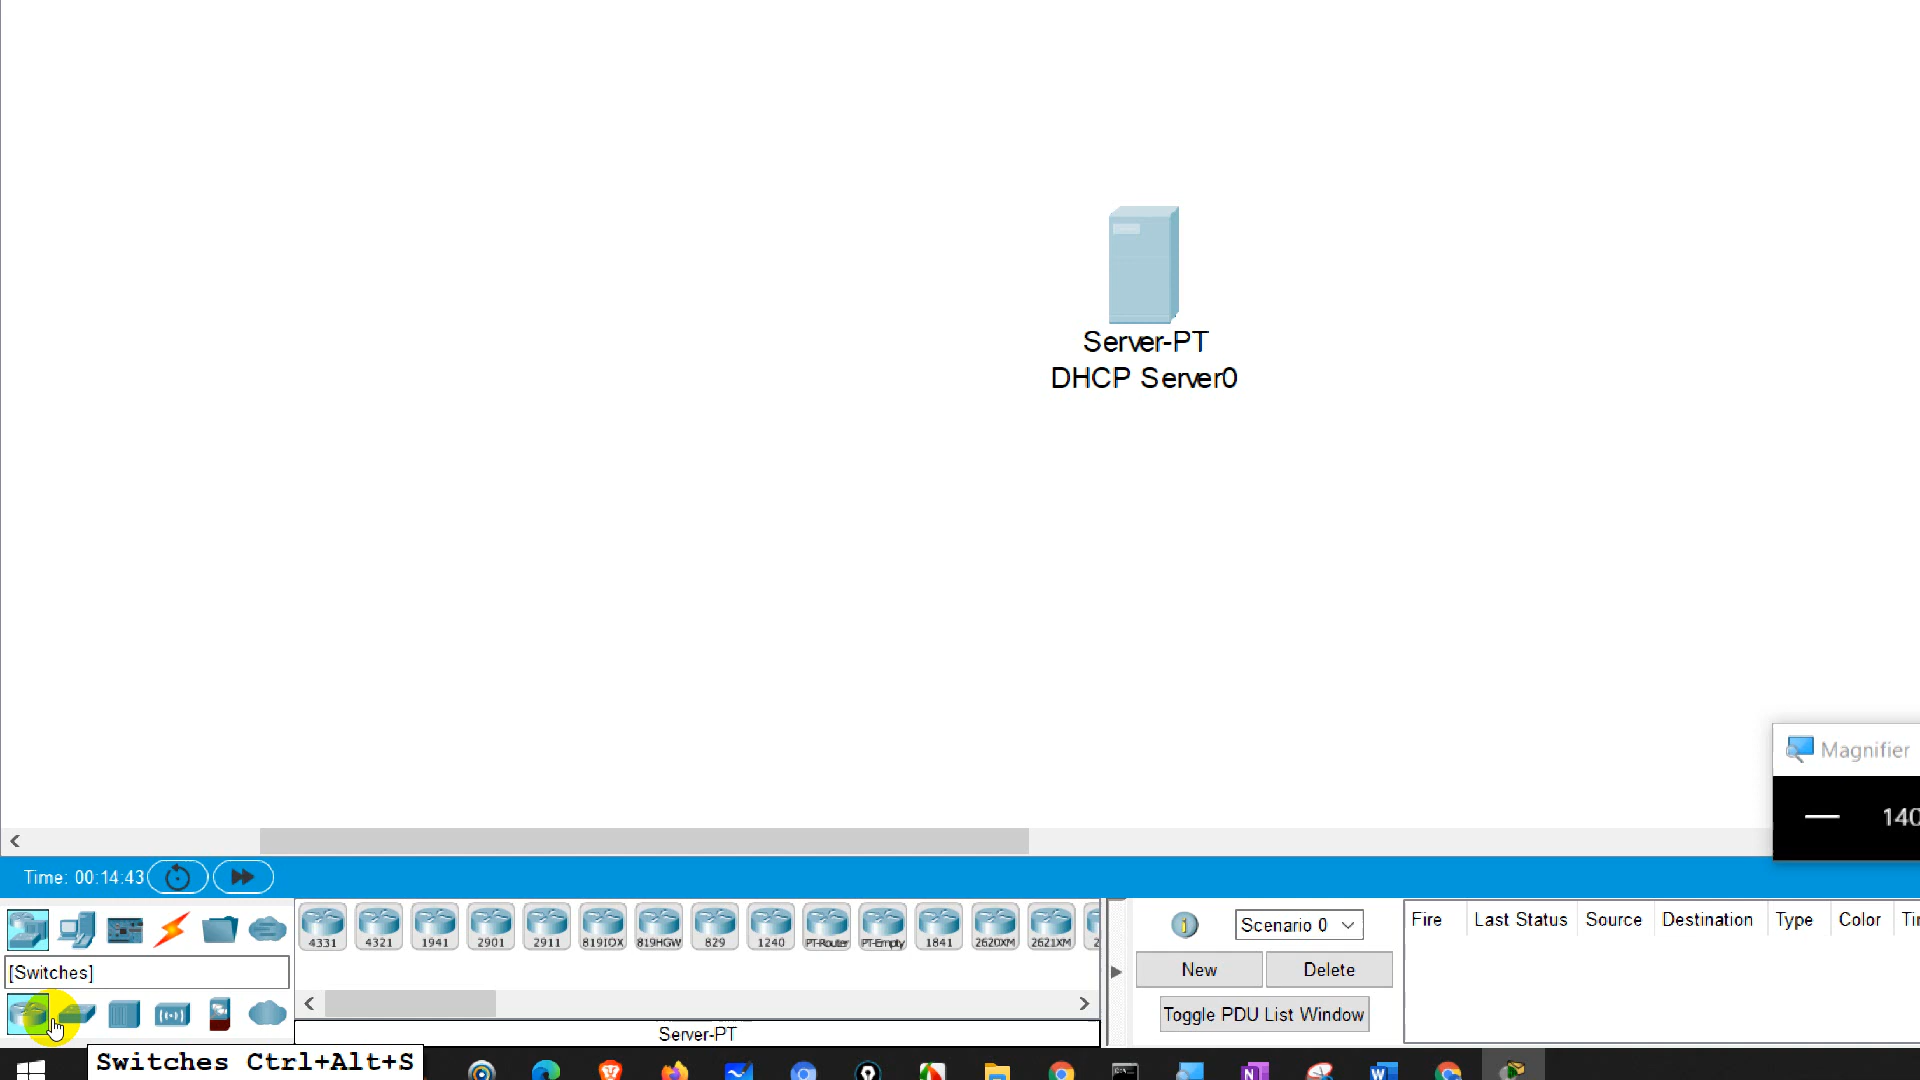 Server-PT
DHCP Server0
Magnifier
140
Time: 00:14:43
4331 4321 1941 2901 2911 819IOX 819HGW 829 1240 PT-Router PT-Empty 1841 2620XM 2621XM 2
Scenario 0
Fire Last Status Source Destination Type Color Ti
[Switches]
New Delete
Toggle PDU List Window
Server-PT
Switches Ctrl+Alt+S